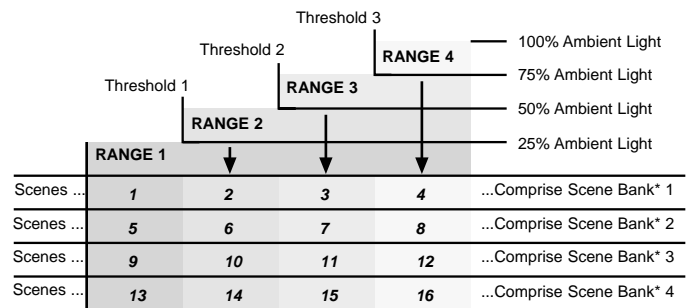 Threshold 3
100% Ambient Light
Threshold 2
RANGE 4
75% Ambient Light
Threshold 1
RANGE 3
50% Ambient Light
RANGE 2
25% Ambient Light
RANGE 1
Scenes ... 1 2 3 4 ...Comprise Scene Bank* 1
Scenes ... 5 6 7 8 ...Comprise Scene Bank* 2
Scenes ... 9 10 11 12 ...Comprise Scene Bank* 3
Scenes ... 13 14 15 16 ...Comprise Scene Bank* 4